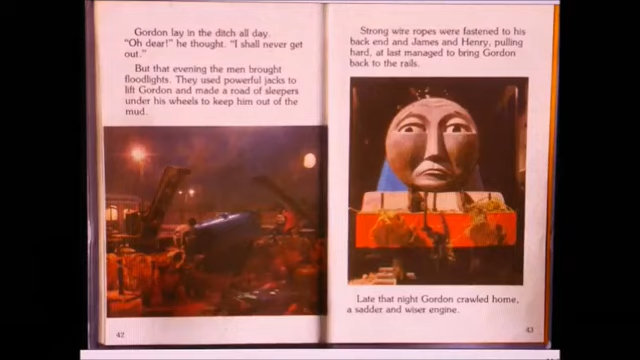 Gordon lay in the ditch all day.
"Oh dear!" he thought. "I shall never get
out."
But that evening the men brought
floodlights. They used powerful jacks to
lift Gordon and made a road of sleepers
under his wheels to keep him out of the
mud.
42
Strong wire ropes were fastened to his
back end and James and Henry, pulling
hard, at last managed to bring Gordon
back to the rails.
Late that night Gordon crawled home,
a sadder and wiser engine.
43